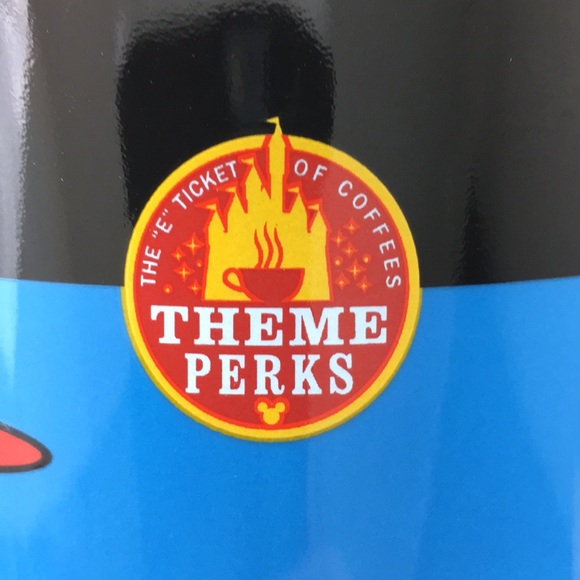 THE "E" TICKET OF COFFEES
THEME
PERKS